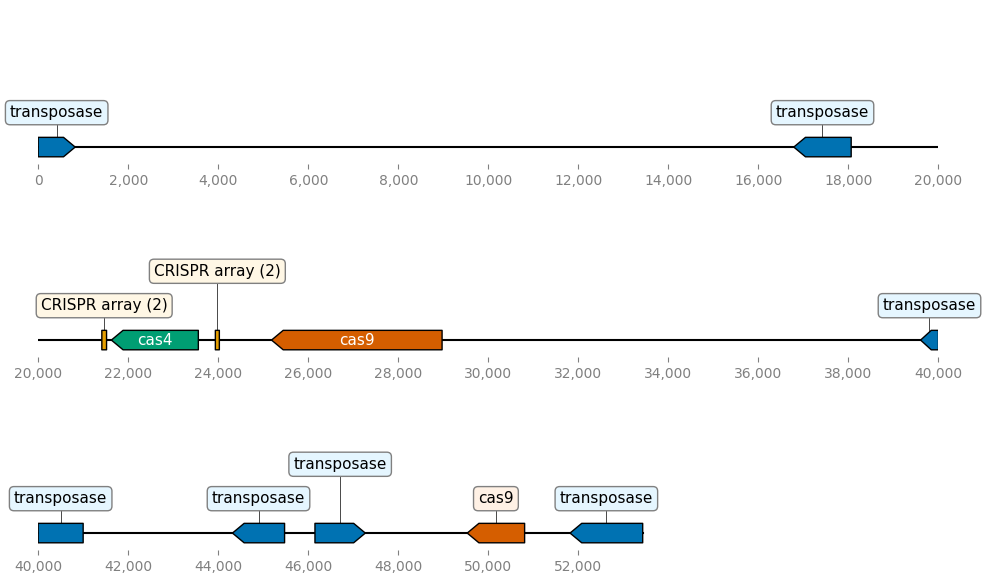 transposase transposase
0 2,000 4,000 6,000 8,000 10,000 12,000 14,000 16,000 18,000 20,000
CRISPR array (2)
CRISPR array (2) transposase
cas4 cas9
20,000 22,000 24,000 26,000 28,000 30,000 32,000 34,000 36,000 38,000 40,000
transposase
transposase transposase cas9 transposase
40,000 42,000 44,000 46,000 48,000 50,000 52,000